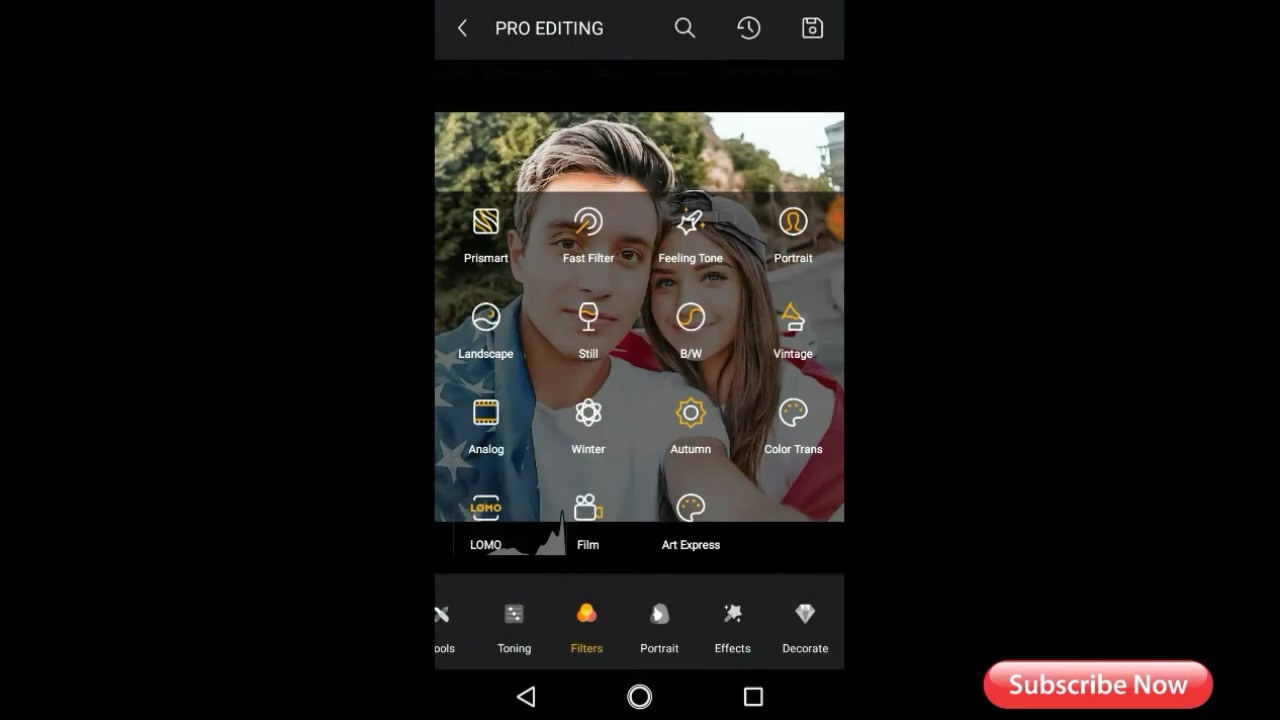 PRO EDITING
Prismart Fast Filter Feeling Tone Portrait
Landscape Still B/W Vintage
Analog Winter Autumn Color Trans
LOMO
LOMO Film Art Express
ools Toning Filters Portrait Effects Decorate
Subscribe Now